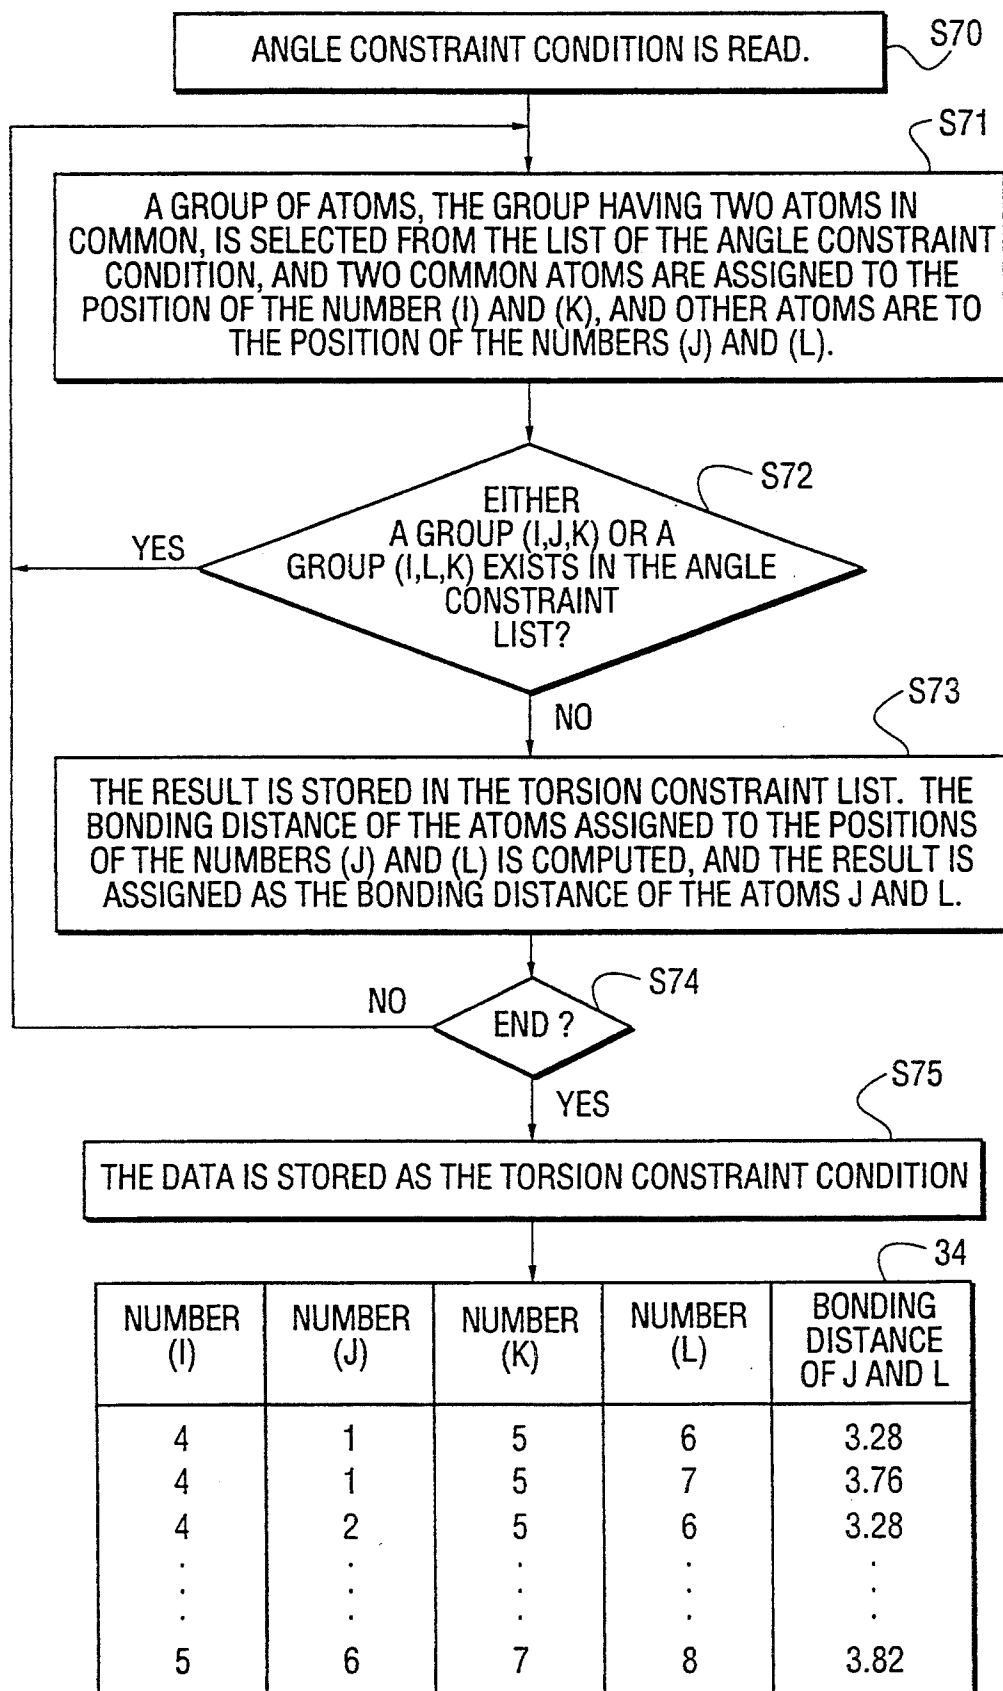 ANGLE CONSTRAINT CONDITION IS READ.
S70
S71
A GROUP OF ATOMS, THE GROUP HAVING TWO ATOMS IN
COMMON, IS SELECTED FROM THE LIST OF THE ANGLE CONSTRAINT
CONDITION, AND TWO COMMON ATOMS ARE ASSIGNED TO THE
POSITION OF THE NUMBER (I) AND (K), AND OTHER ATOMS ARE TO
THE POSITION OF THE NUMBERS (J) AND (L).
S72
EITHER
A GROUP (I,J,K) OR A
GROUP (I,L,K) EXISTS IN THE ANGLE
CONSTRAINT
LIST?
YES
NO
S73
THE RESULT IS STORED IN THE TORSION CONSTRAINT LIST. THE
BONDING DISTANCE OF THE ATOMS ASSIGNED TO THE POSITIONS
OF THE NUMBERS (J) AND (L) IS COMPUTED, AND THE RESULT IS
ASSIGNED AS THE BONDING DISTANCE OF THE ATOMS J AND L.
S74
NO
END ?
YES
S75
THE DATA IS STORED AS THE TORSION CONSTRAINT CONDITION
34
NUMBER (I) NUMBER (J) NUMBER (K) NUMBER (L) BONDING DISTANCE OF J AND L
4 1 5 6 3.28
4 1 5 7 3.76
4 2 5 6 3.28
. . . . .
. . . . .
. . . . .
5 6 7 8 3.82